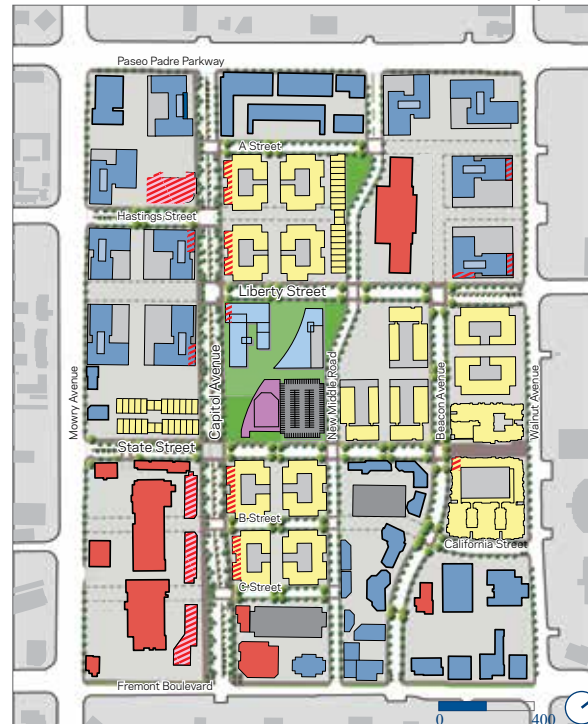 Paseo Padre Parkway
A Street
Hastings Street
Liberty Street
Mowry Avenue
Capitol Avenue
New Middle Road
Beacon Avenue
Walnut Avenue
State Street
B Street
California Street
C Street
Fremont Boulevard
0 400